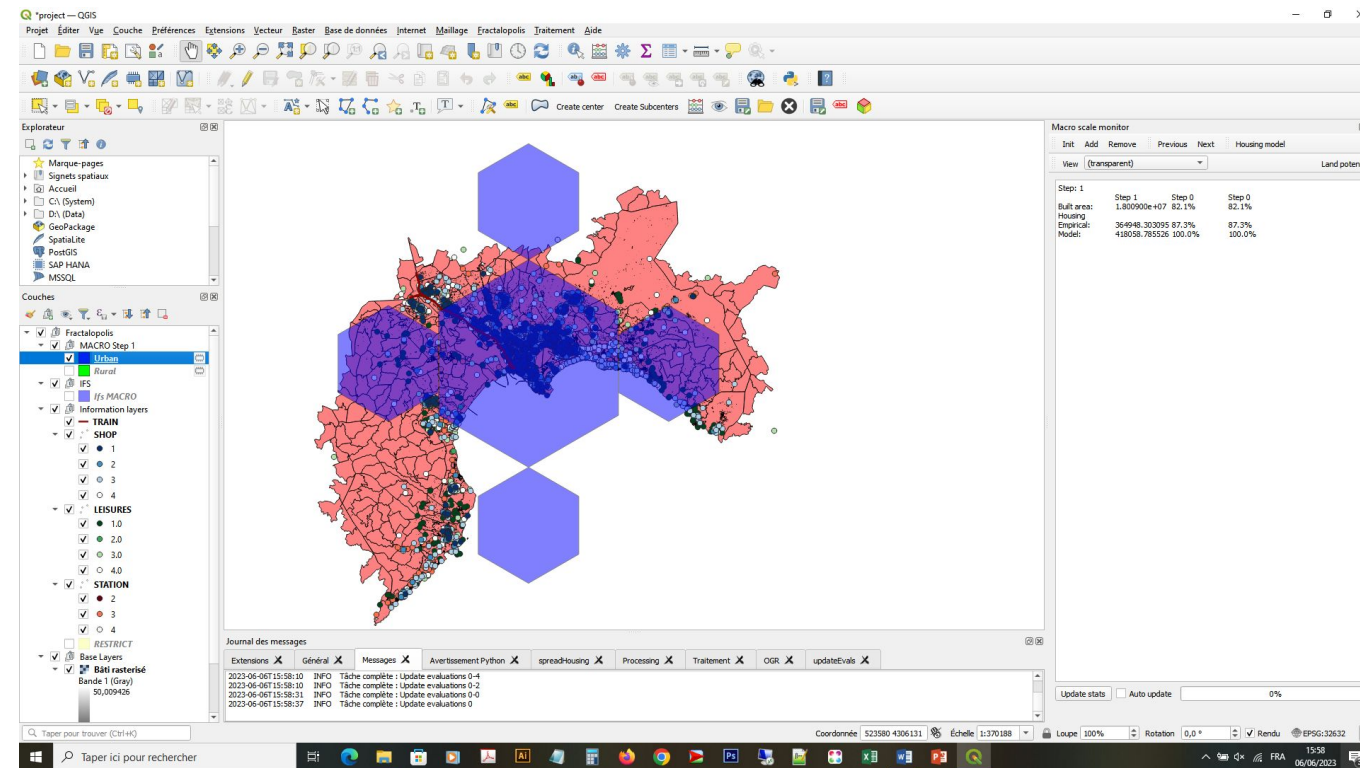 *project — QGIS
Projet Éditer Vue Couche Préférences Extensions Vecteur Raster Base de données Internet Maillage Fractalopolis Traitement Aide
Create center Create Subcenters
Explorateur
Marque-pages
Signets spatiaux
Accueil
C:\ (System)
D:\ (Data)
GeoPackage
SpatiaLite
PostGIS
SAP HANA
MSSQL
Couches
Fractalopolis
MACRO Step 1
Urban
Rural
IFS
Ifs MACRO
Information layers
TRAIN
SHOP
1
2
3
4
LEISURES
1.0
2.0
3.0
4.0
STATION
2
3
4
RESTRICT
Base Layers
Bâti rasterisé
Bande 1 (Gray)
50,009426
Macro scale monitor
Init Add Remove Previous Next Housing model
View (transparent) Land poten
Step: 1
Step 1 Step 0 Step 0
Built area: 1.800900e+07 82.1% 82.1%
Housing
Empirical: 364948.303095 87.3% 87.3%
Model: 418058.785526 100.0% 100.0%
Update stats Auto update 0%
Journal des messages
Extensions Général Messages Avertissement Python spreadHousing Processing Traitement OGR updateEvals
2023-06-06T15:58:10 INFO Tâche complète : Update evaluations 0-4
2023-06-06T15:58:10 INFO Tâche complète : Update evaluations 0-2
2023-06-06T15:58:31 INFO Tâche complète : Update evaluations 0-0
2023-06-06T15:58:37 INFO Tâche complète : Update evaluations 0
Taper pour trouver (Ctrl+K) Coordonnée 523580 4306131 Échelle 1:370188 Loupe 100% Rotation 0,0 ° Rendu EPSG:32632
Taper ici pour rechercher
FRA
15:58
06/06/2023